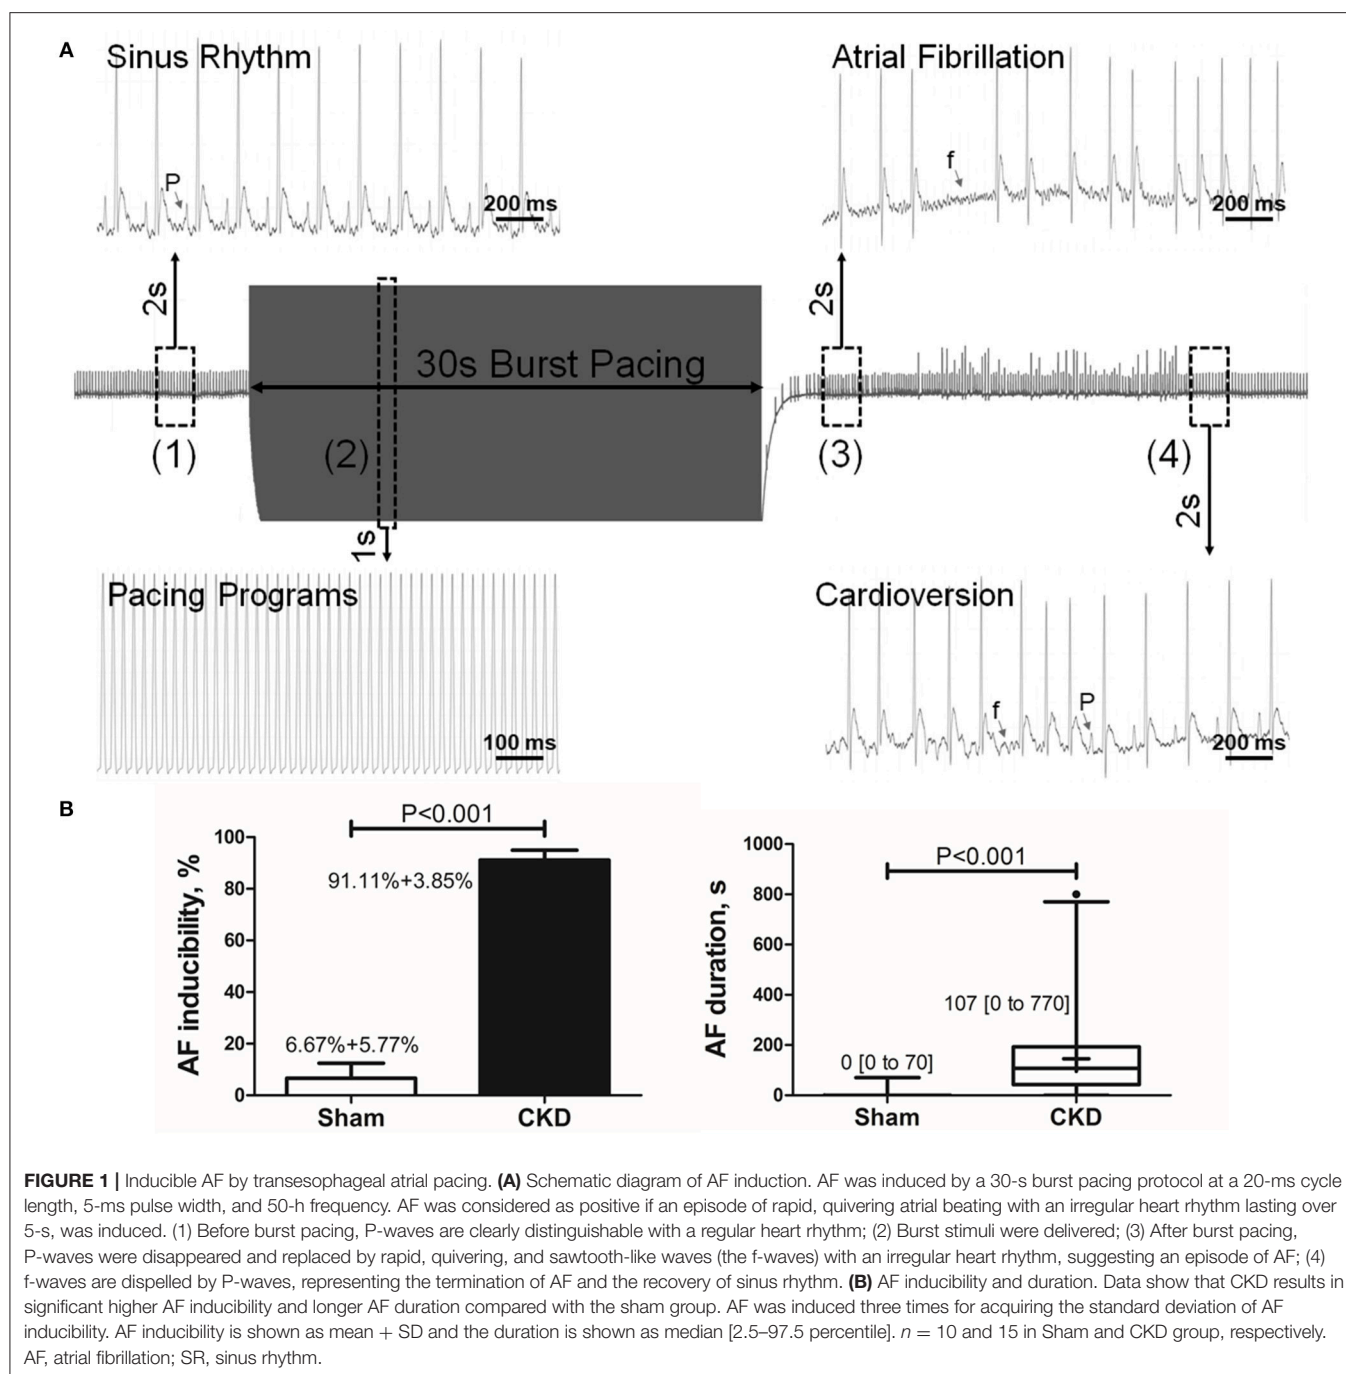 A
Sinus Rhythm
Atrial Fibrillation
P
f
200 ms
200 ms
2s
2s
30s Burst Pacing
(1)
(2)
(3)
(4)
1s
2s
Pacing Programs
Cardioversion
f
P
100 ms
200 ms
B
P<0.001
100
80
60
40
20
0
AF inducibility, %
91.11%+3.85%
6.67%+5.77%
Sham
CKD
P<0.001
1000
800
600
400
200
0
AF duration, s
107 [0 to 770]
0 [0 to 70]
Sham
CKD
FIGURE 1 | Inducible AF by transesophageal atrial pacing. (A) Schematic diagram of AF induction. AF was induced by a 30-s burst pacing protocol at a 20-ms cycle
length, 5-ms pulse width, and 50-h frequency. AF was considered as positive if an episode of rapid, quivering atrial beating with an irregular heart rhythm lasting over
5-s, was induced. (1) Before burst pacing, P-waves are clearly distinguishable with a regular heart rhythm; (2) Burst stimuli were delivered; (3) After burst pacing,
P-waves were disappeared and replaced by rapid, quivering, and sawtooth-like waves (the f-waves) with an irregular heart rhythm, suggesting an episode of AF; (4)
f-waves are dispelled by P-waves, representing the termination of AF and the recovery of sinus rhythm. (B) AF inducibility and duration. Data show that CKD results in
significant higher AF inducibility and longer AF duration compared with the sham group. AF was induced three times for acquiring the standard deviation of AF
inducibility. AF inducibility is shown as mean + SD and the duration is shown as median [2.5–97.5 percentile]. n = 10 and 15 in Sham and CKD group, respectively.
AF, atrial fibrillation; SR, sinus rhythm.